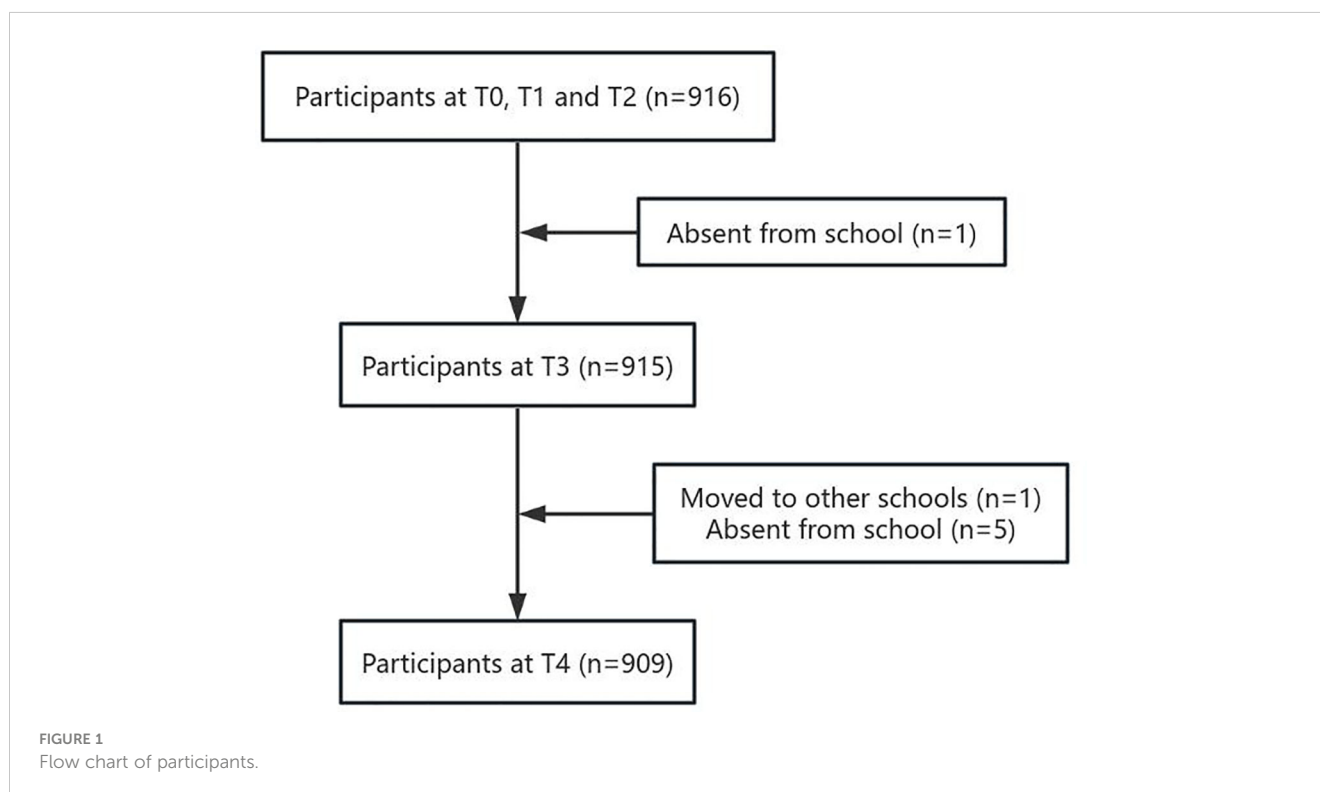 Participants at T0, T1 and T2 (n=916)
Absent from school (n=1)
Participants at T3 (n=915)
Moved to other schools (n=1)
Absent from school (n=5)
Participants at T4 (n=909)
FIGURE 1
Flow chart of participants.